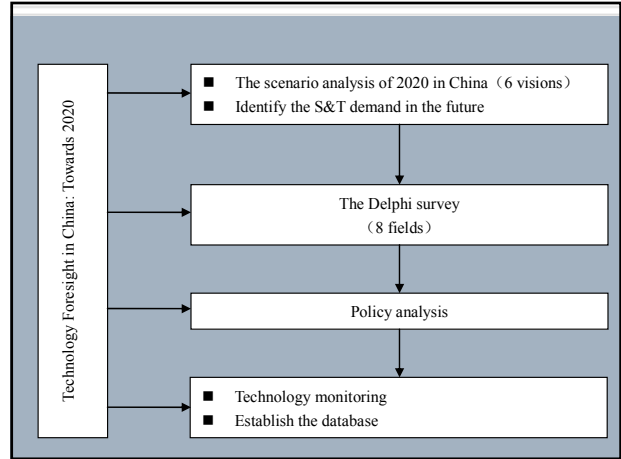 Technology Foresight in China: Towards 2020
■ The scenario analysis of 2020 in China（6 visions）
■ Identify the S&T demand in the future
The Delphi survey
（8 fields）
Policy analysis
■ Technology monitoring
■ Establish the database